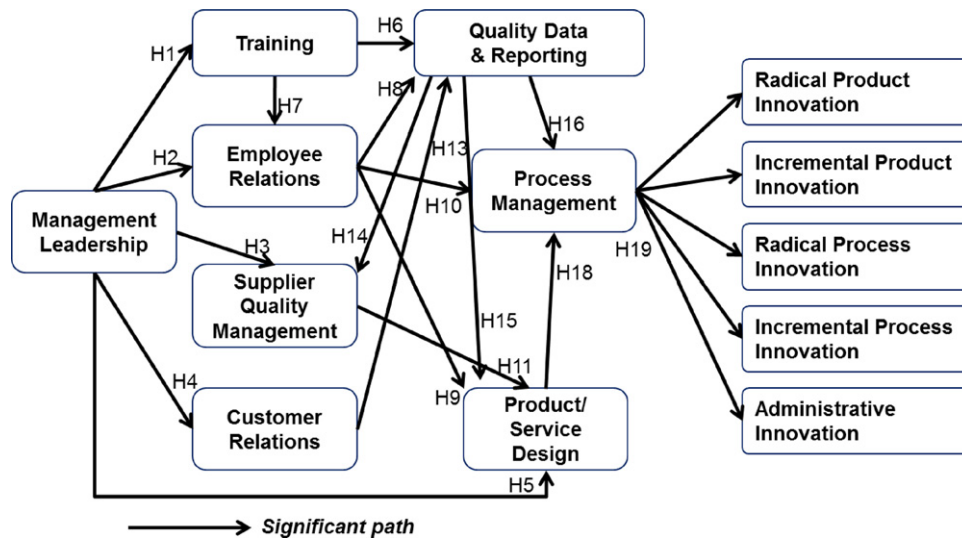 H1
Training
H6
Quality Data
& Reporting
H7
H8
H2
Employee
Relations
H13
H16
Process
Management
H10
Management
Leadership
H3
H14
Supplier
Quality
Management
H18
H19
H15
H11
H4
Customer
Relations
H9
Product/
Service
Design
H5
Radical Product
Innovation
Incremental Product
Innovation
Radical Process
Innovation
Incremental Process
Innovation
Administrative
Innovation
Significant path